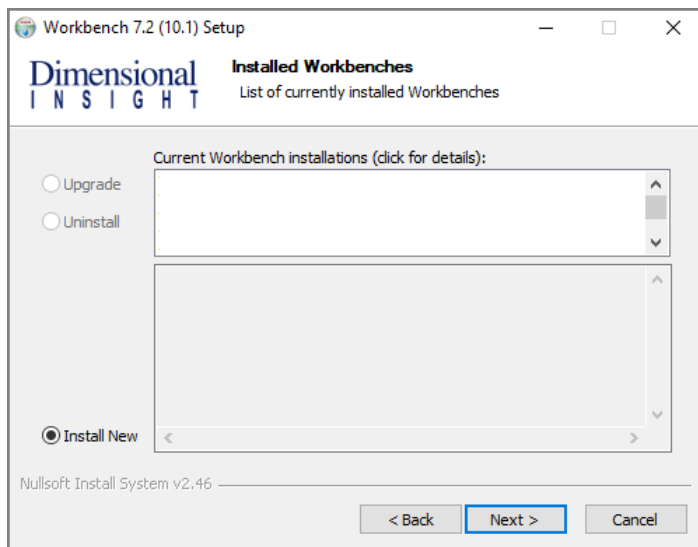 Workbench 7.2 (10.1) Setup
Dimensional
INSIGHT
Installed Workbenches
List of currently installed Workbenches
Current Workbench installations (click for details):
Upgrade
Uninstall
Install New
Nullsoft Install System v2.46
< Back
Next >
Cancel